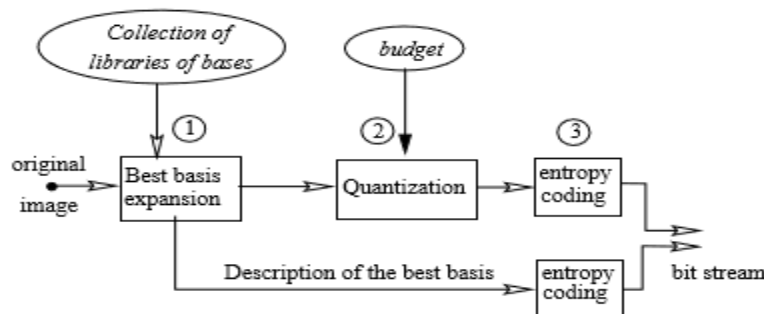 Collection of
libraries of bases
budget
1
2
3
original
image
Best basis
expansion
Quantization
entropy
coding
Description of the best basis
entropy
coding
bit stream